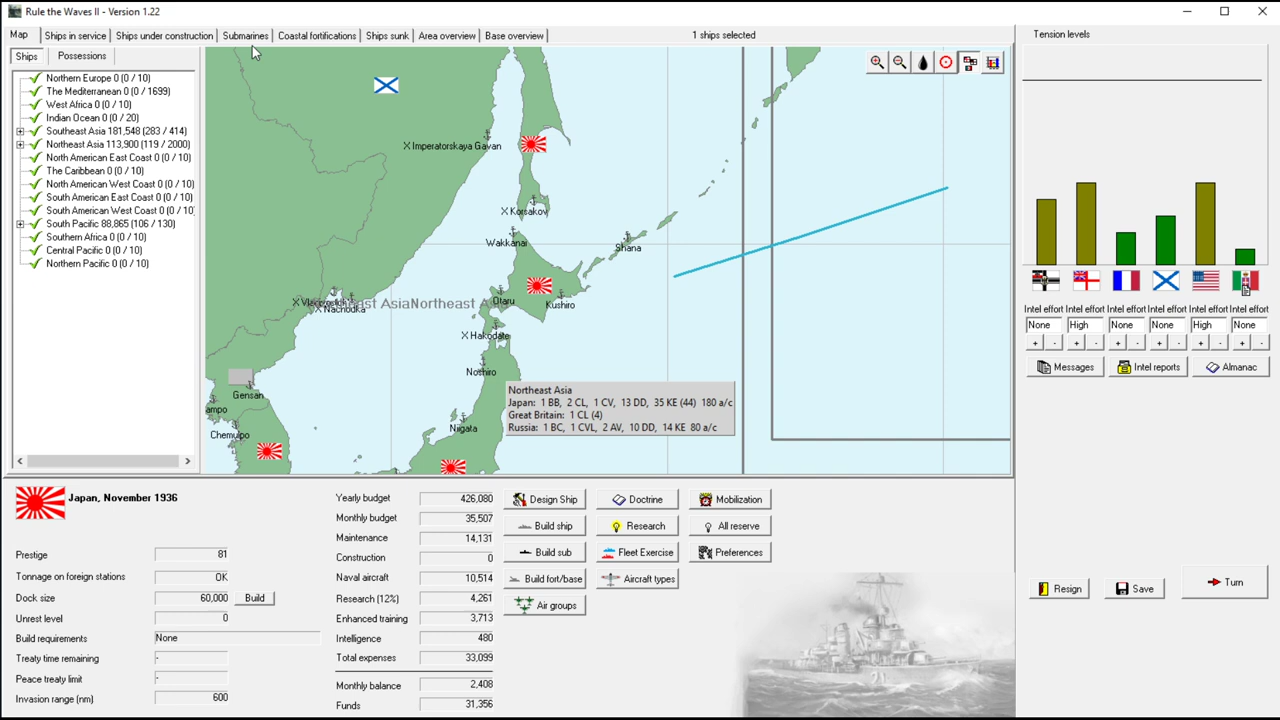 Rule the Waves II - Version 1.22
Map
Ships in service
Ships under construction
Submarines
Coastal fortifications
Ships sunk
Area overview
Base overview
1 ships selected
Ships
Possessions
Northern Europe 0 (0 / 10)
The Mediterranean 0 (0 / 1699)
West Africa 0 (0 / 10)
Indian Ocean 0 (0 / 20)
Southeast Asia 181,548 (283 / 414)
Northeast Asia 113,900 (119 / 2000)
North American East Coast 0 (0 / 10)
The Caribbean 0 (0 / 10)
North American West Coast 0 (0 / 10)
South American East Coast 0 (0 / 10)
South American West Coast 0 (0 / 10
South Pacific 88,865 (106 / 130)
Southern Africa 0 (0 / 10)
Central Pacific 0 (0 / 10)
Northern Pacific 0 (0 / 10)
Imperatorskaya Gavan
Korsakov
Wakkanai
Shana
Otaru
Kushiro
Nachodka
Hakodate
Noshiro
Gensan
ampo
Chemulpo
Niigata
Northeast Asia
Japan: 1 BB, 2 CL, 1 CV, 13 DD, 35 KE (44) 180 a/c
Great Britain: 1 CL (4)
Russia: 1 BC, 1 CVL, 2 AV, 10 DD, 14 KE 80 a/c
Tension levels
Intel effort Intel effort Intel effort Intel effort Intel effort Intel effort
None High None None High None
+ - + - + - + - + - + -
Messages
Intel reports
Almanac
Japan, November 1936
Prestige 81
Tonnage on foreign stations OK
Dock size 60,000 Build
Unrest level 0
Build requirements None
Treaty time remaining -
Peace treaty limit -
Invasion range (nm) 600
Yearly budget 426,080
Monthly budget 35,507
Maintenance 14,131
Construction 0
Naval aircraft 10,514
Research (12%) 4,261
Enhanced training 3,713
Intelligence 480
Total expenses 33,099
Monthly balance 2,408
Funds 31,356
Design Ship
Doctrine
Mobilization
Build ship
Research
All reserve
Build sub
Fleet Exercise
Preferences
Build fort/base
Aircraft types
Air groups
Resign
Save
Turn